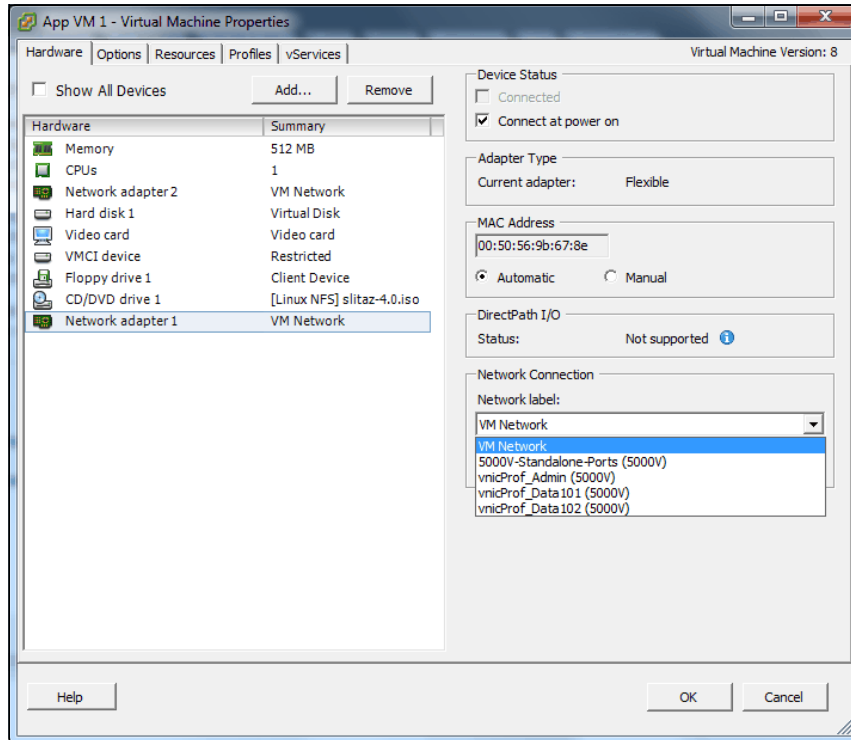 App VM 1 - Virtual Machine Properties
Hardware Options Resources Profiles vServices Virtual Machine Version: 8
Show All Devices Add... Remove
Hardware Summary
Memory 512 MB
CPUs 1
Network adapter 2 VM Network
Hard disk 1 Virtual Disk
Video card Video card
VMCI device Restricted
Floppy drive 1 Client Device
CD/DVD drive 1 [Linux NFS] slitaz-4.0.iso
Network adapter 1 VM Network
Device Status
Connected
Connect at power on
Adapter Type
Current adapter: Flexible
MAC Address
00:50:56:9b:67:8e
Automatic Manual
DirectPath I/O
Status: Not supported
Network Connection
Network label:
VM Network
VM Network
5000V-Standalone-Ports (5000V)
vnicProf_Admin (5000V)
vnicProf_Data101 (5000V)
vnicProf_Data102 (5000V)
Help OK Cancel